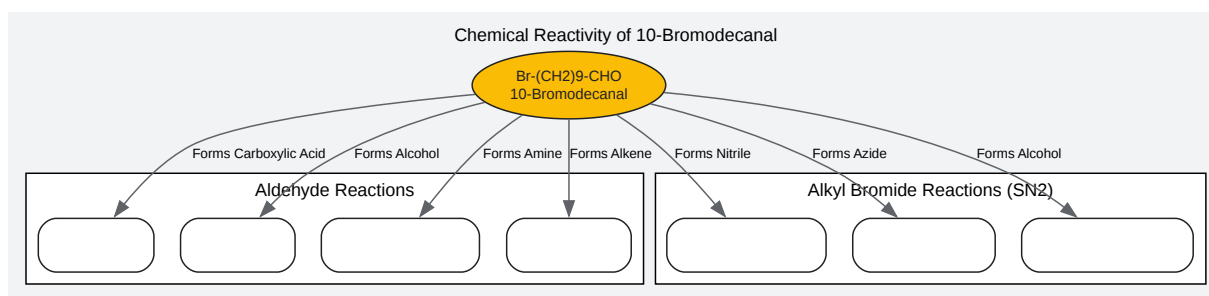 Chemical Reactivity of 10-Bromodecanal
Br-(CH2)9-CHO
10-Bromodecanal
Forms Carboxylic Acid
Forms Alcohol
Forms Amine
Forms Alkene
Forms Nitrile
Forms Azide
Forms Alcohol
Aldehyde Reactions
Alkyl Bromide Reactions (SN2)